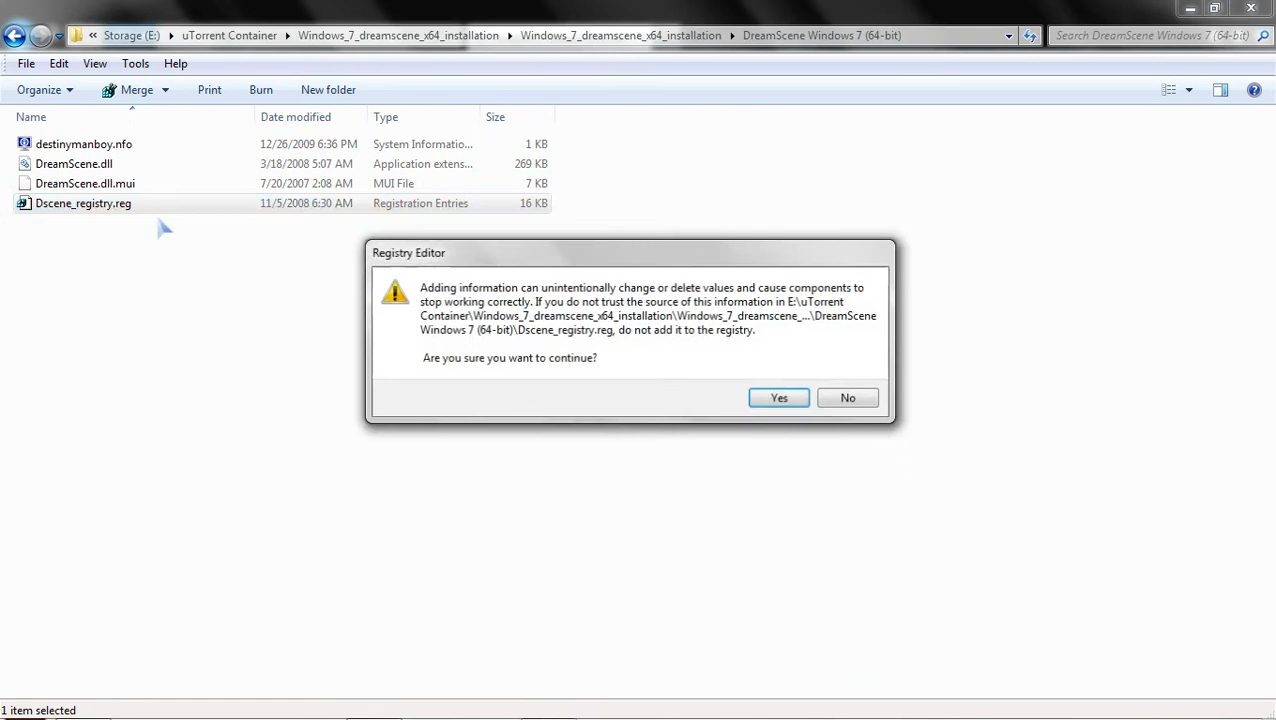 « Storage (E:) uTorrent Container Windows_7_dreamscene_x64_installation Windows_7_dreamscene_x64_installation DreamScene Windows 7 (64-bit) Search DreamScene Windows 7 (64-bit)
File Edit View Tools Help
Organize Merge Print Burn New folder
Name Date modified Type Size
destinymanboy.nfo 12/26/2009 6:36 PM System Informatio... 1 KB
DreamScene.dll 3/18/2008 5:07 AM Application extens... 269 KB
DreamScene.dll.mui 7/20/2007 2:08 AM MUI File 7 KB
Dscene_registry.reg 11/5/2008 6:30 AM Registration Entries 16 KB
Registry Editor
Adding information can unintentionally change or delete values and cause components to
stop working correctly. If you do not trust the source of this information in E:\uTorrent
Container\Windows_7_dreamscene_x64_installation\Windows_7_dreamscene_...\DreamScene
Windows 7 (64-bit)\Dscene_registry.reg, do not add it to the registry.
Are you sure you want to continue?
Yes No
1 item selected